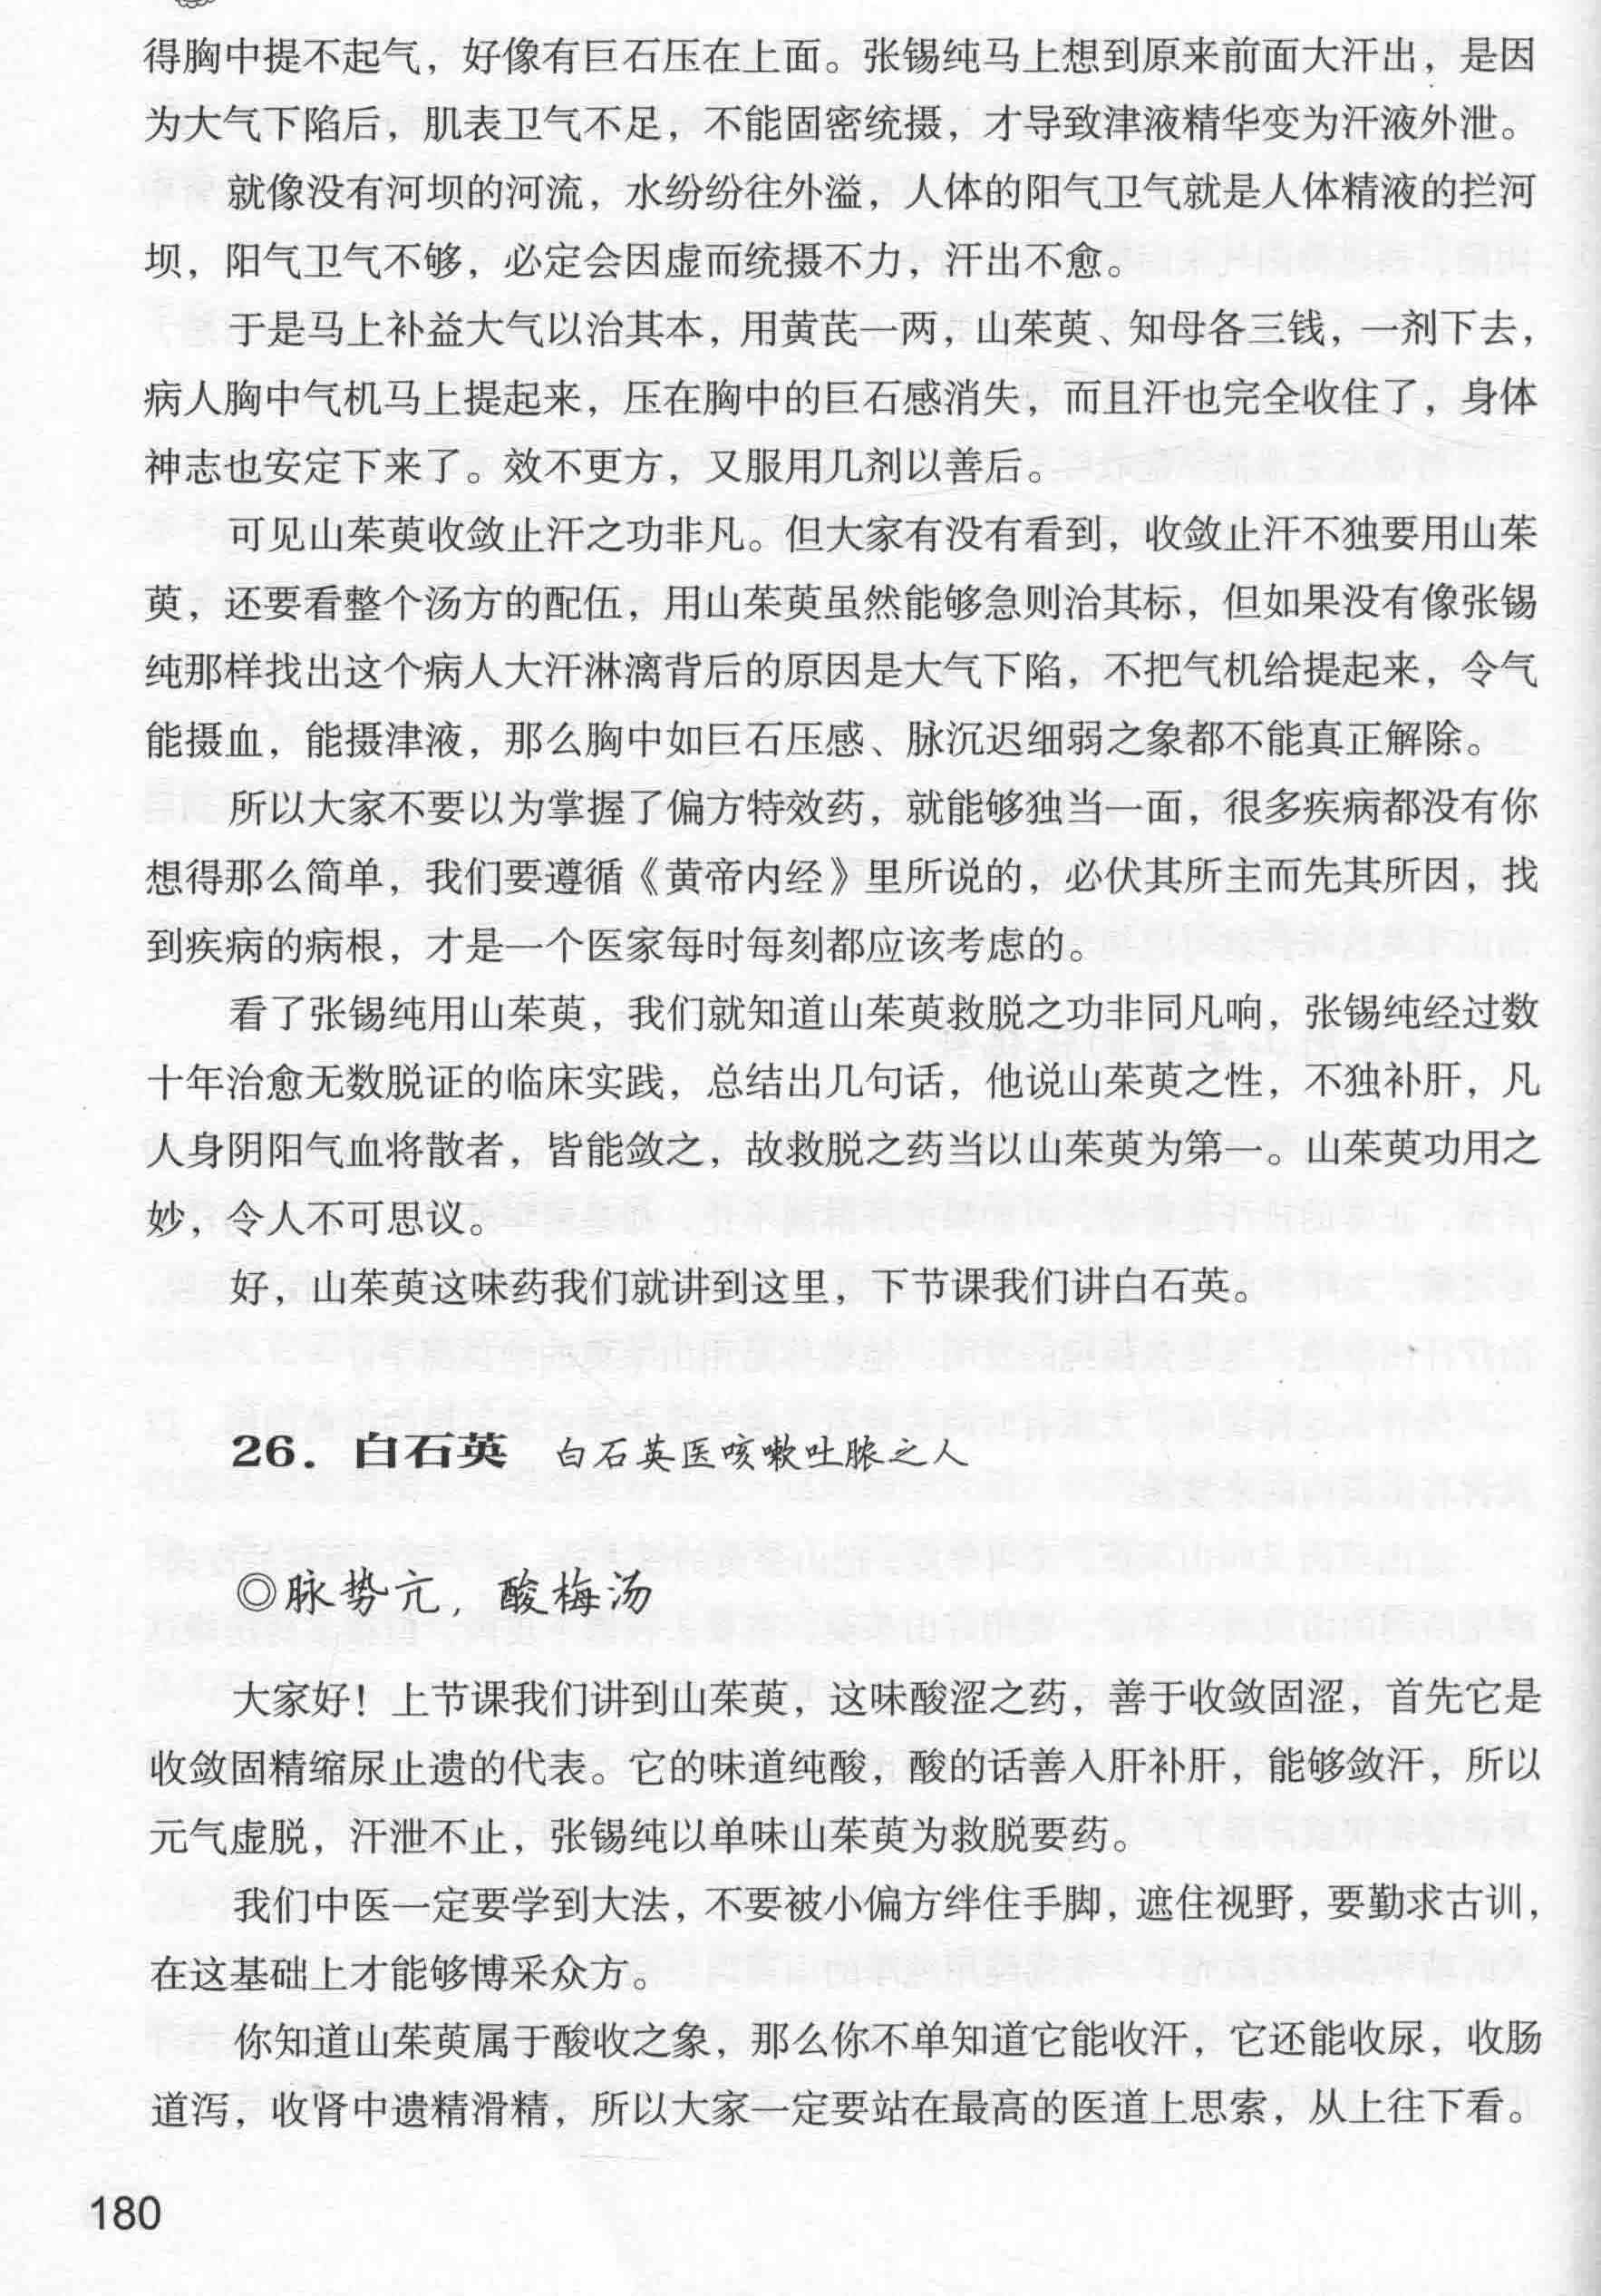 得胸中提不起气，好像有巨石压在上面。张锡纯马上想到原来前面大汗出，是因
为大气下陷后，肌表卫气不足，不能固密统摄，才导致津液精华变为汗液外泄。
就像没有河坝的河流，水纷纷往外溢，人体的阳气卫气就是人体精液的拦河
坝，阳气卫气不够，必定会因虚而统摄不力，汗出不愈。
于是马上补益大气以治其本，用黄芪一两，山茱萸、知母各三钱，一剂下去，
病人胸中气机马上提起来，压在胸中的巨石感消失，而且汗也完全收住了，身体
神志也安定下来了。效不更方，又服用几剂以善后。
可见山茱萸收敛止汗之功非凡。但大家有没有看到，收敛止汗不独要用山茱
萸，还要看整个汤方的配伍，用山茱萸虽然能够急则治其标，但如果没有像张锡
纯那样找出这个病人大汗淋漓背后的原因是大气下陷，不把气机给提起来，令气
能摄血，能摄津液，那么胸中如巨石压感、脉沉迟细弱之象都不能真正解除。
所以大家不要以为掌握了偏方特效药，就能够独当一面，很多疾病都没有你
想得那么简单，我们要遵循《黄帝内经》里所说的，必伏其所主而先其所因，找
到疾病的病根，才是一个医家每时每刻都应该考虑的。
看了张锡纯用山茱萸，我们就知道山茱萸救脱之功非同凡响，张锡纯经过数
十年治愈无数脱证的临床实践，总结出几句话，他说山茱萸之性，不独补肝，凡
人身阴阳气血将散者，皆能敛之，故救脱之药当以山茱萸为第一。山茱萸功用之
妙，令人不可思议。
好，山茱萸这味药我们就讲到这里，下节课我们讲白石英。
26．白石英 白石英医咳嗽吐脓之人
◎脉势亢，酸梅汤
大家好！上节课我们讲到山茱萸，这味酸涩之药，善于收敛固涩，首先它是
收敛固精缩尿止遗的代表。它的味道纯酸，酸的话善入肝补肝，能够敛汗，所以
元气虚脱，汗泄不止，张锡纯以单味山茱萸为救脱要药。
我们中医一定要学到大法，不要被小偏方绊住手脚，遮住视野，要勤求古训，
在这基础上才能够博采众方。
你知道山茱萸属于酸收之象，那么你不单知道它能收汗，它还能收尿，收肠
道泻，收肾中遗精滑精，所以大家一定要站在最高的医道上思索，从上往下看。
180